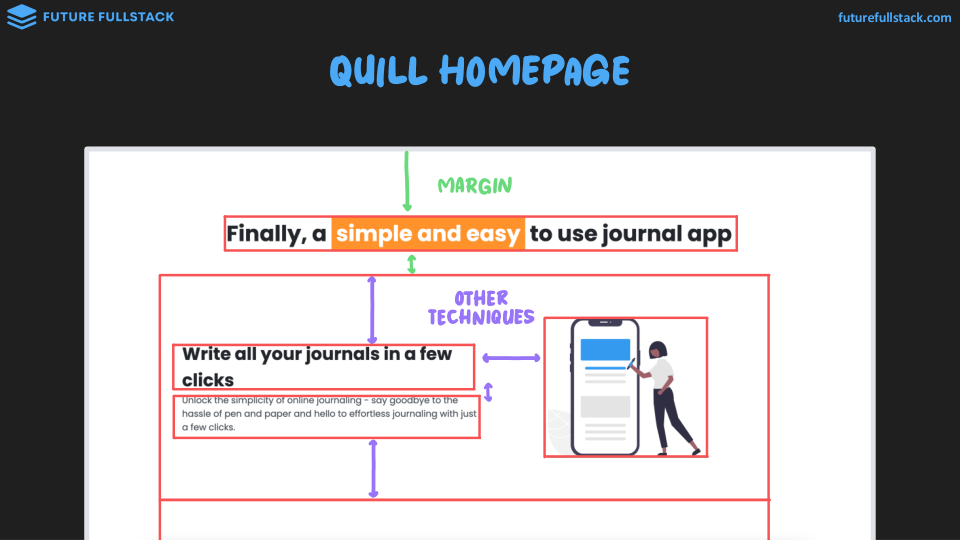 FUTURE FULLSTACK
futurefullstack.com
QUILL HOMEPAGE
MARGIN
Finally, a simple and easy to use journal app
OTHER
TECHNIQUES
Write all your journals in a few
clicks
Unlock the simplicity of online journaling - say goodbye to the
hassle of pen and paper and hello to effortless journaling with just
a few clicks.